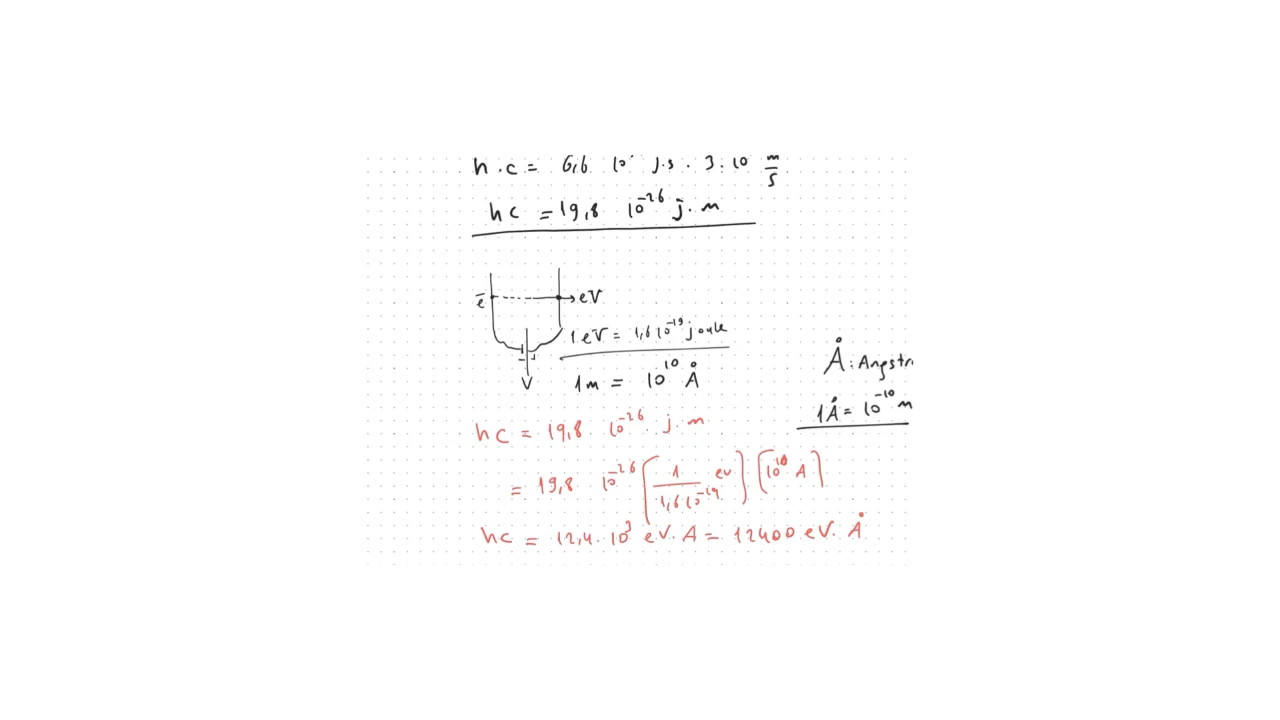 h.c = 6,6 10 j.s . 3.10 m/s
hc = 19,8 10⁻²⁶ j.m
e⁻ eV
1 eV = 1,6 10⁻¹⁹ joule
V
1m = 10¹⁰ Å
Å: Angstr
1Å = 10⁻¹⁰ m
hc = 19,8 10⁻²⁶ j.m
= 19,8 10⁻²⁶ (1/1,6 10⁻¹⁹ ev) (10¹⁰ A)
hc = 12,4.10³ eV.A = 12400 eV.Å